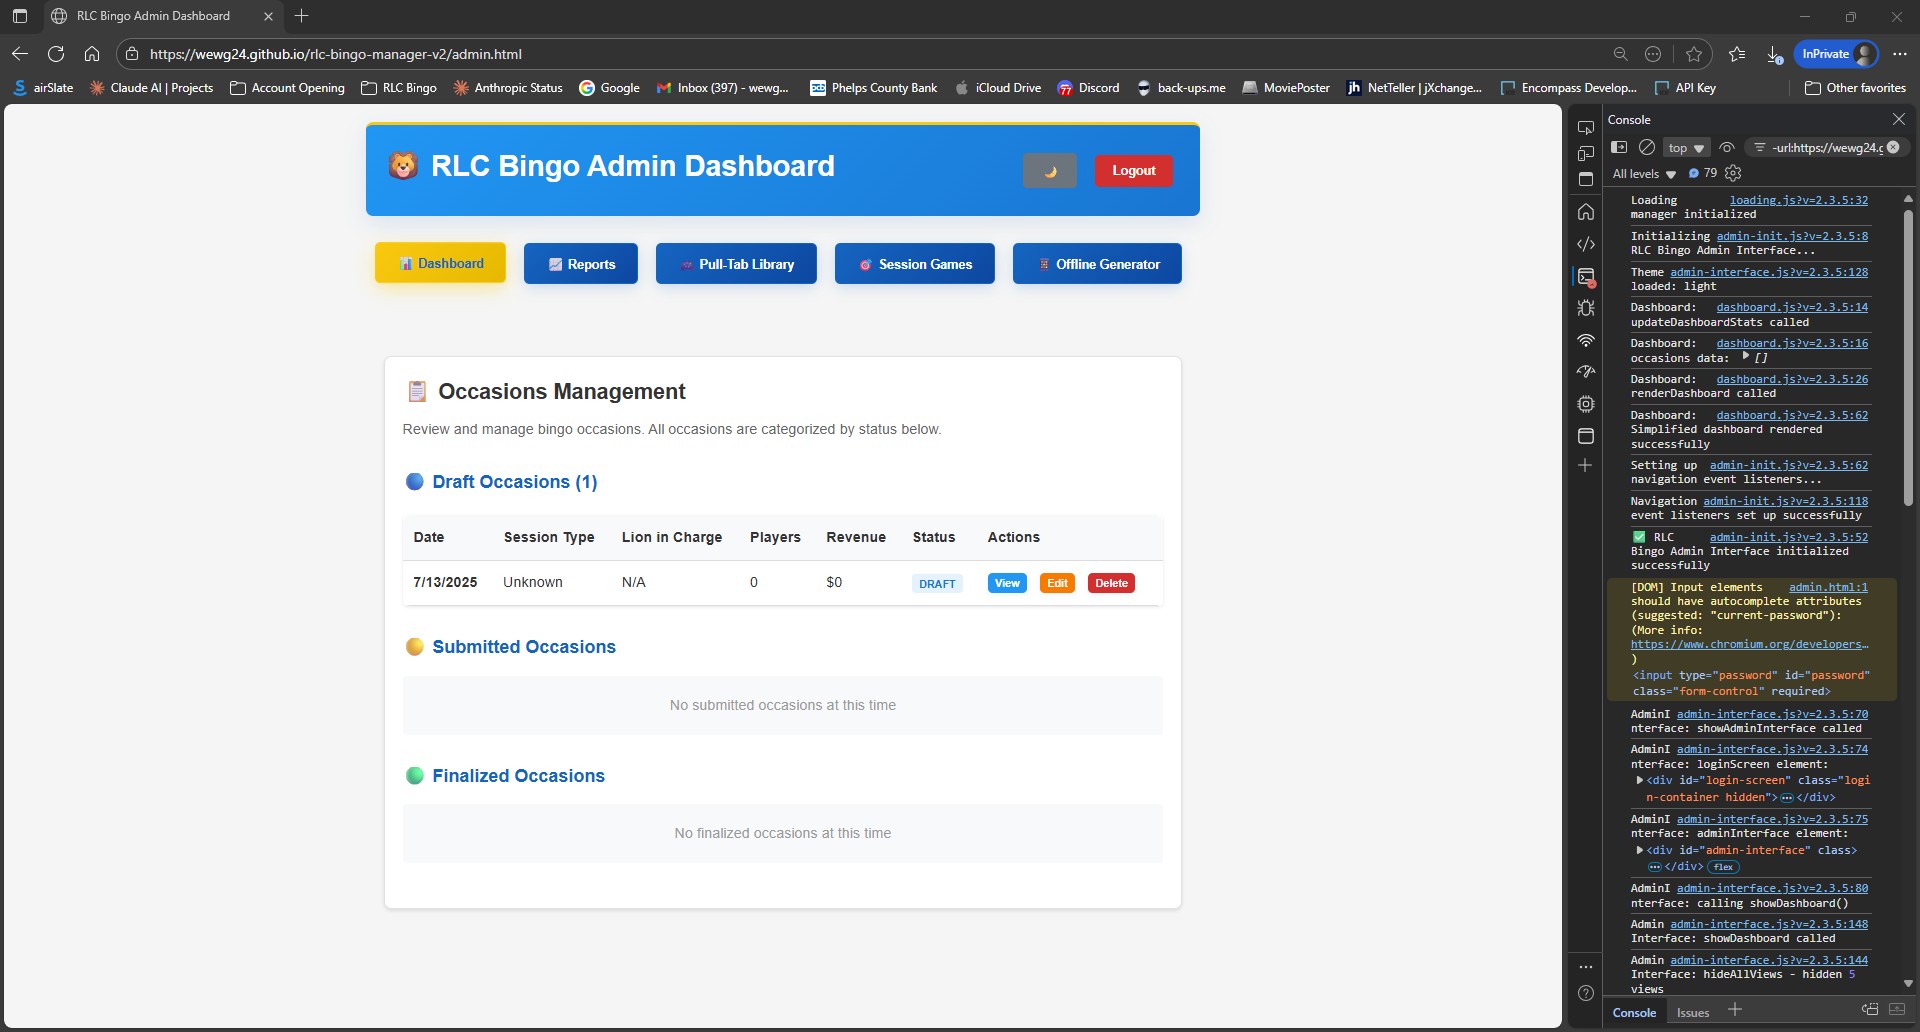 RLC Bingo Admin Dashboard
https://wewg24.github.io/rlc-bingo-manager-v2/admin.html
InPrivate
airSlate
Claude AI | Projects
Account Opening
RLC Bingo
Anthropic Status
Google
Inbox (397) - wewg...
Phelps County Bank
iCloud Drive
Discord
back-ups.me
MoviePoster
NetTeller | jXchange...
Encompass Develop...
API Key
Other favorites
RLC Bingo Admin Dashboard
Logout
Dashboard
Reports
Pull-Tab Library
Session Games
Offline Generator
Occasions Management
Review and manage bingo occasions. All occasions are categorized by status below.
Draft Occasions (1)
Date Session Type Lion in Charge Players Revenue Status Actions
7/13/2025 Unknown N/A 0 $0 DRAFT View Edit Delete
Submitted Occasions
No submitted occasions at this time
Finalized Occasions
No finalized occasions at this time
Console
top
-url:https://wewg24.g
All levels
79
Loading loading.js?v=2.3.5:32
manager initialized
Initializing admin-init.js?v=2.3.5:8
RLC Bingo Admin Interface...
Theme admin-interface.js?v=2.3.5:128
loaded: light
Dashboard: dashboard.js?v=2.3.5:14
updateDashboardStats called
Dashboard: dashboard.js?v=2.3.5:16
occasions data: []
Dashboard: dashboard.js?v=2.3.5:26
renderDashboard called
Dashboard: dashboard.js?v=2.3.5:62
Simplified dashboard rendered
successfully
Setting up admin-init.js?v=2.3.5:62
navigation event listeners...
Navigation admin-init.js?v=2.3.5:118
event listeners set up successfully
RLC admin-init.js?v=2.3.5:52
Bingo Admin Interface initialized
successfully
[DOM] Input elements admin.html:1
should have autocomplete attributes
(suggested: "current-password"):
(More info:
https://www.chromium.org/developers…
)
<input type="password" id="password"
class="form-control" required>
AdminI admin-interface.js?v=2.3.5:70
nterface: showAdminInterface called
AdminI admin-interface.js?v=2.3.5:74
nterface: loginScreen element:
<div id="login-screen" class="logi
n-container hidden">…</div>
AdminI admin-interface.js?v=2.3.5:75
nterface: adminInterface element:
<div id="admin-interface" class>
…</div> flex
AdminI admin-interface.js?v=2.3.5:80
nterface: calling showDashboard()
Admin admin-interface.js?v=2.3.5:148
Interface: showDashboard called
Admin admin-interface.js?v=2.3.5:144
Interface: hideAllViews - hidden 5
views
Console
Issues